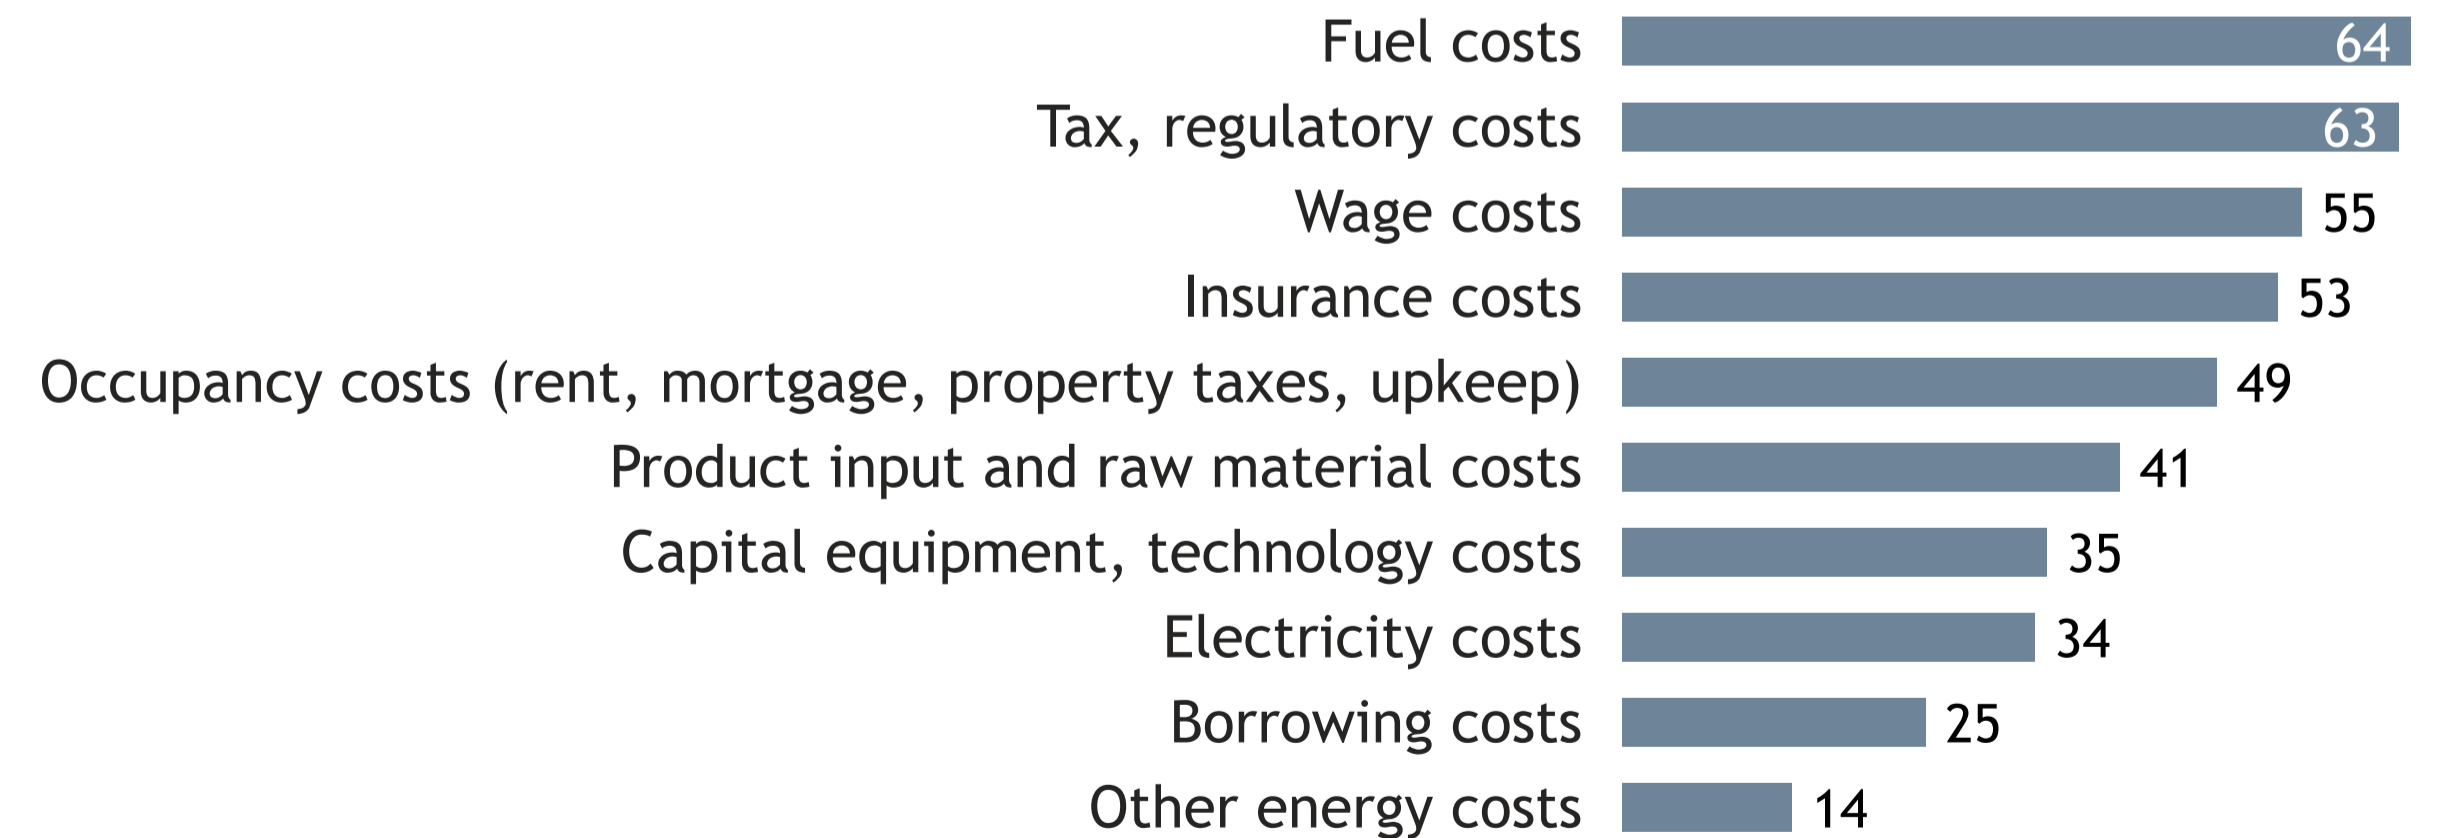 Fuel costs 64
Tax, regulatory costs 63
Wage costs 55
Insurance costs 53
Occupancy costs (rent, mortgage, property taxes, upkeep) 49
Product input and raw material costs 41
Capital equipment, technology costs 35
Electricity costs 34
Borrowing costs 25
Other energy costs 14